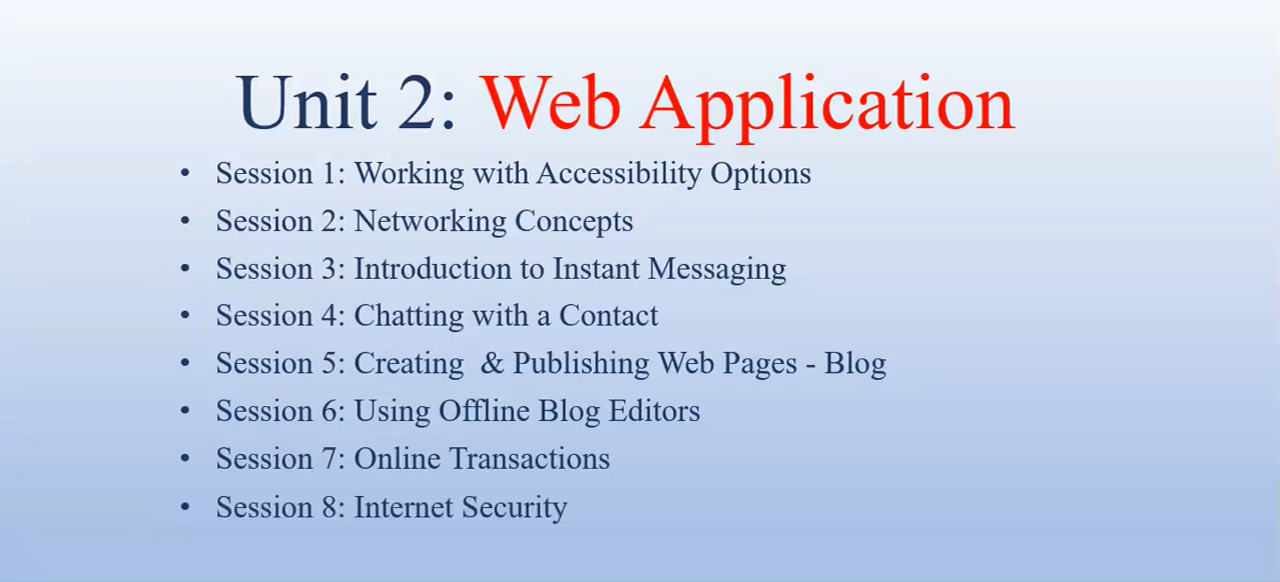 Unit 2: Web Application
• Session 1: Working with Accessibility Options
• Session 2: Networking Concepts
• Session 3: Introduction to Instant Messaging
• Session 4: Chatting with a Contact
• Session 5: Creating  & Publishing Web Pages - Blog
• Session 6: Using Offline Blog Editors
• Session 7: Online Transactions
• Session 8: Internet Security